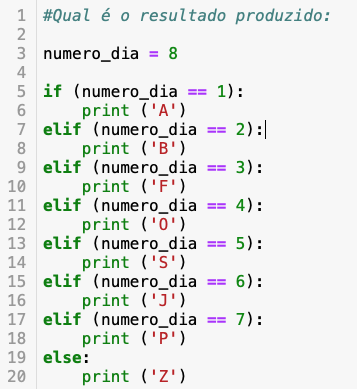 1 #Qual é o resultado produzido:
2
3 numero_dia = 8
4
5 if (numero_dia == 1):
6     print ('A')
7 elif (numero_dia == 2):
8     print ('B')
9 elif (numero_dia == 3):
10     print ('F')
11 elif (numero_dia == 4):
12     print ('O')
13 elif (numero_dia == 5):
14     print ('S')
15 elif (numero_dia == 6):
16     print ('J')
17 elif (numero_dia == 7):
18     print ('P')
19 else:
20     print ('Z')